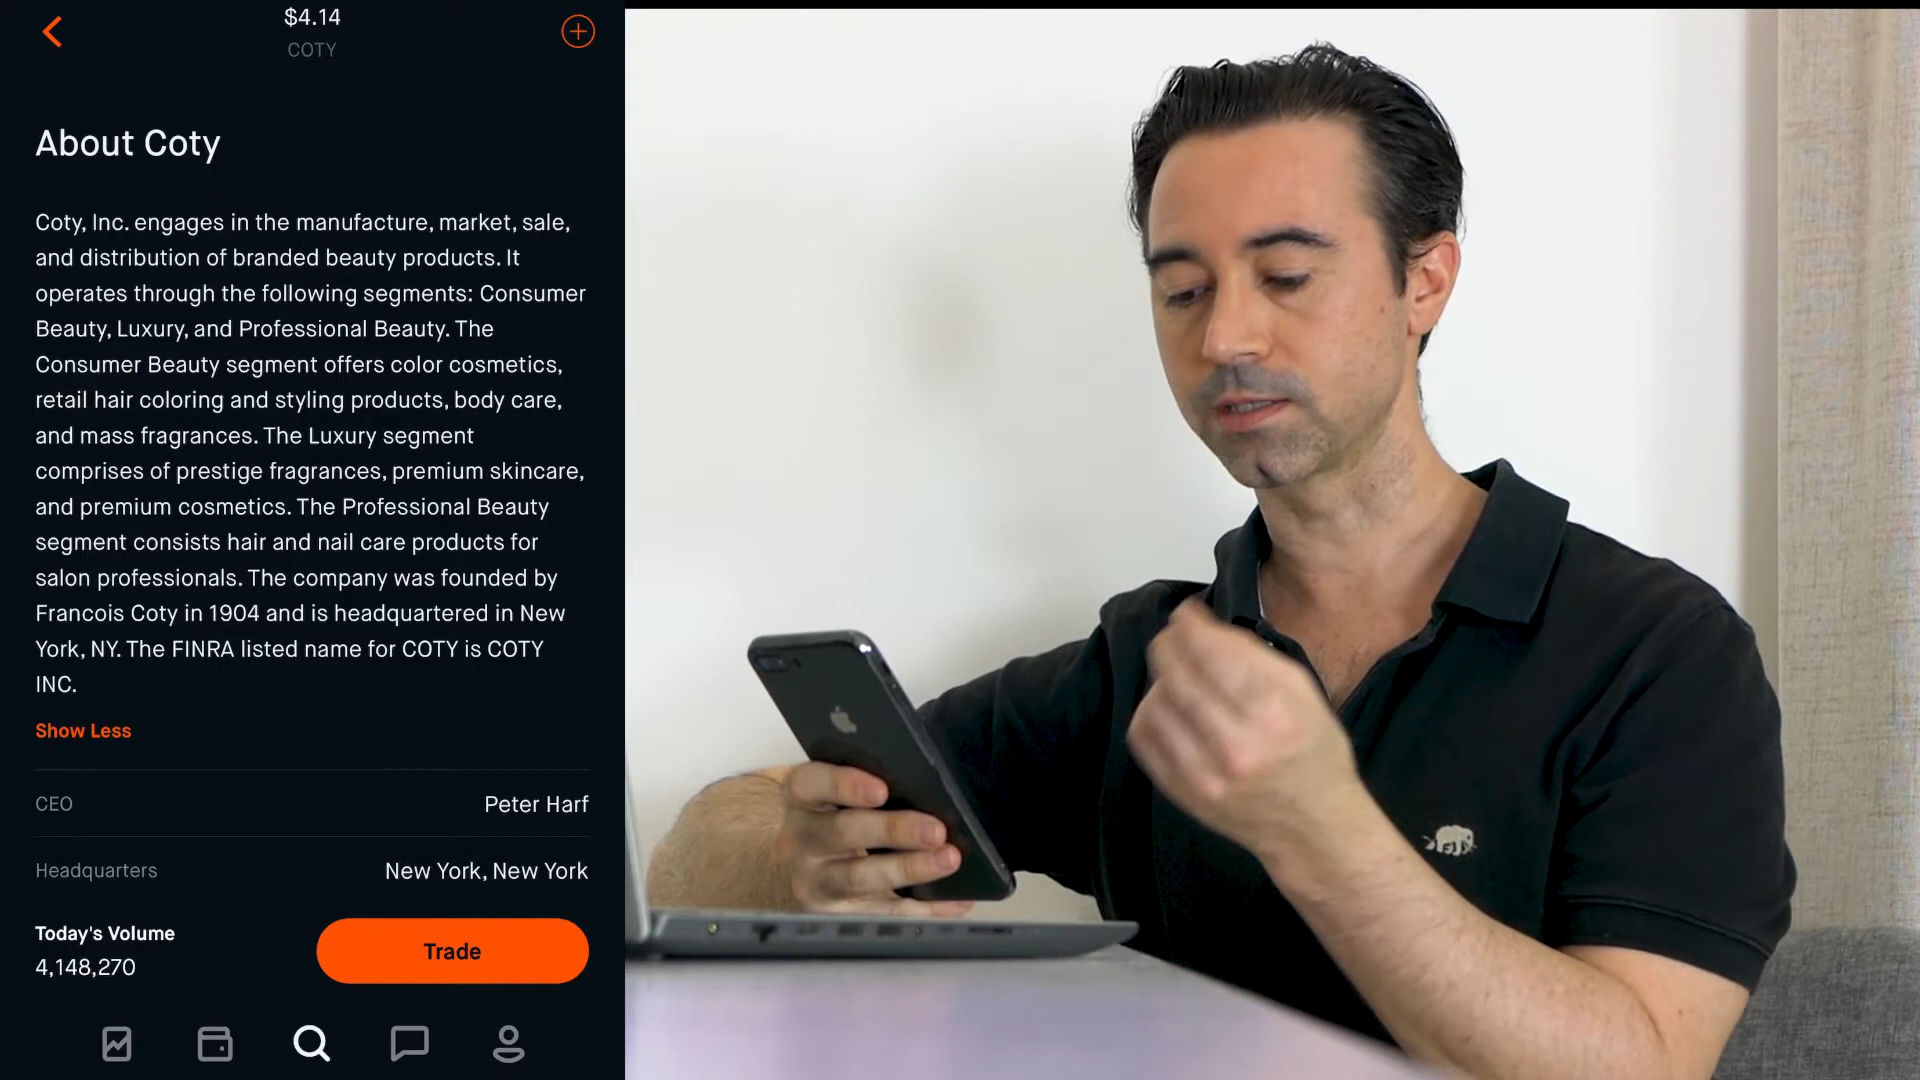 $4.14
COTY
About Coty
Coty, Inc. engages in the manufacture, market, sale,
and distribution of branded beauty products. It
operates through the following segments: Consumer
Beauty, Luxury, and Professional Beauty. The
Consumer Beauty segment offers color cosmetics,
retail hair coloring and styling products, body care,
and mass fragrances. The Luxury segment
comprises of prestige fragrances, premium skincare,
and premium cosmetics. The Professional Beauty
segment consists hair and nail care products for
salon professionals. The company was founded by
Francois Coty in 1904 and is headquartered in New
York, NY. The FINRA listed name for COTY is COTY
INC.
Show Less
CEO Peter Harf
Headquarters New York, New York
Today's Volume
4,148,270
Trade